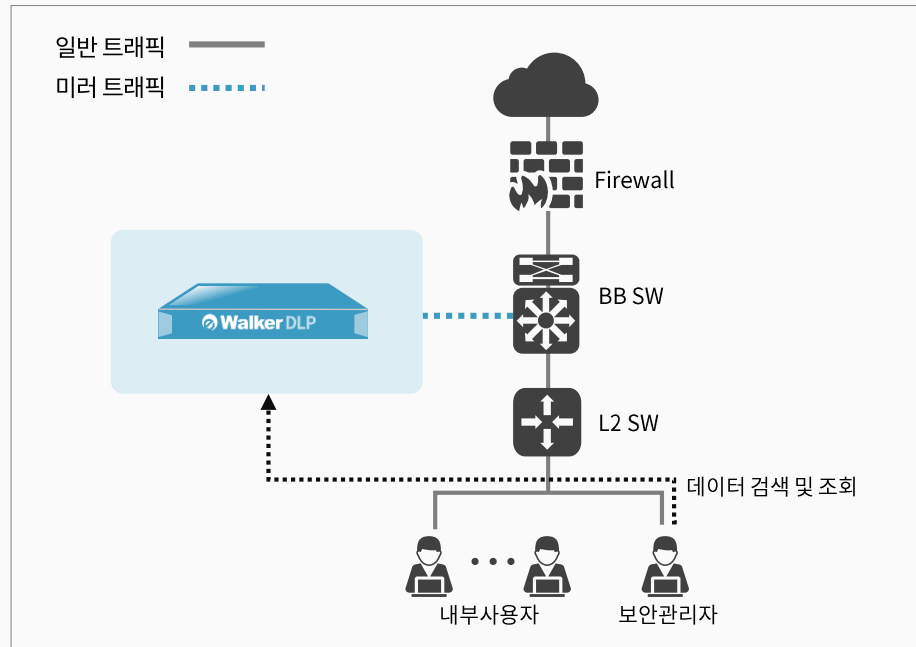 일반 트래픽
미러 트래픽
Firewall
BB SW
Walker DLP
L2 SW
데이터 검색 및 조회
내부사용자
보안관리자